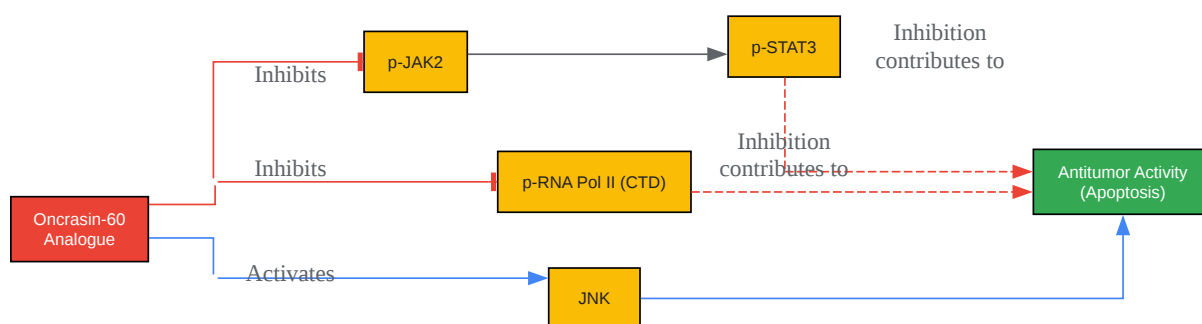 p-JAK2
p-STAT3
Inhibition
contributes to
Inhibits
Inhibition
contributes to
Inhibits
p-RNA Pol II (CTD)
Antitumor Activity
(Apoptosis)
Oncrasin-60
Analogue
Activates
JNK